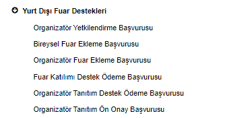 Yurt Dışı Fuar Destekleri
Organizatör Yetkilendirme Başvurusu
Bireysel Fuar Ekleme Başvurusu
Organizatör Fuar Ekleme Başvurusu
Fuar Katılımı Destek Ödeme Başvurusu
Organizatör Tanıtım Destek Ödeme Başvurusu
Organizatör Tanıtım Ön Onay Başvurusu